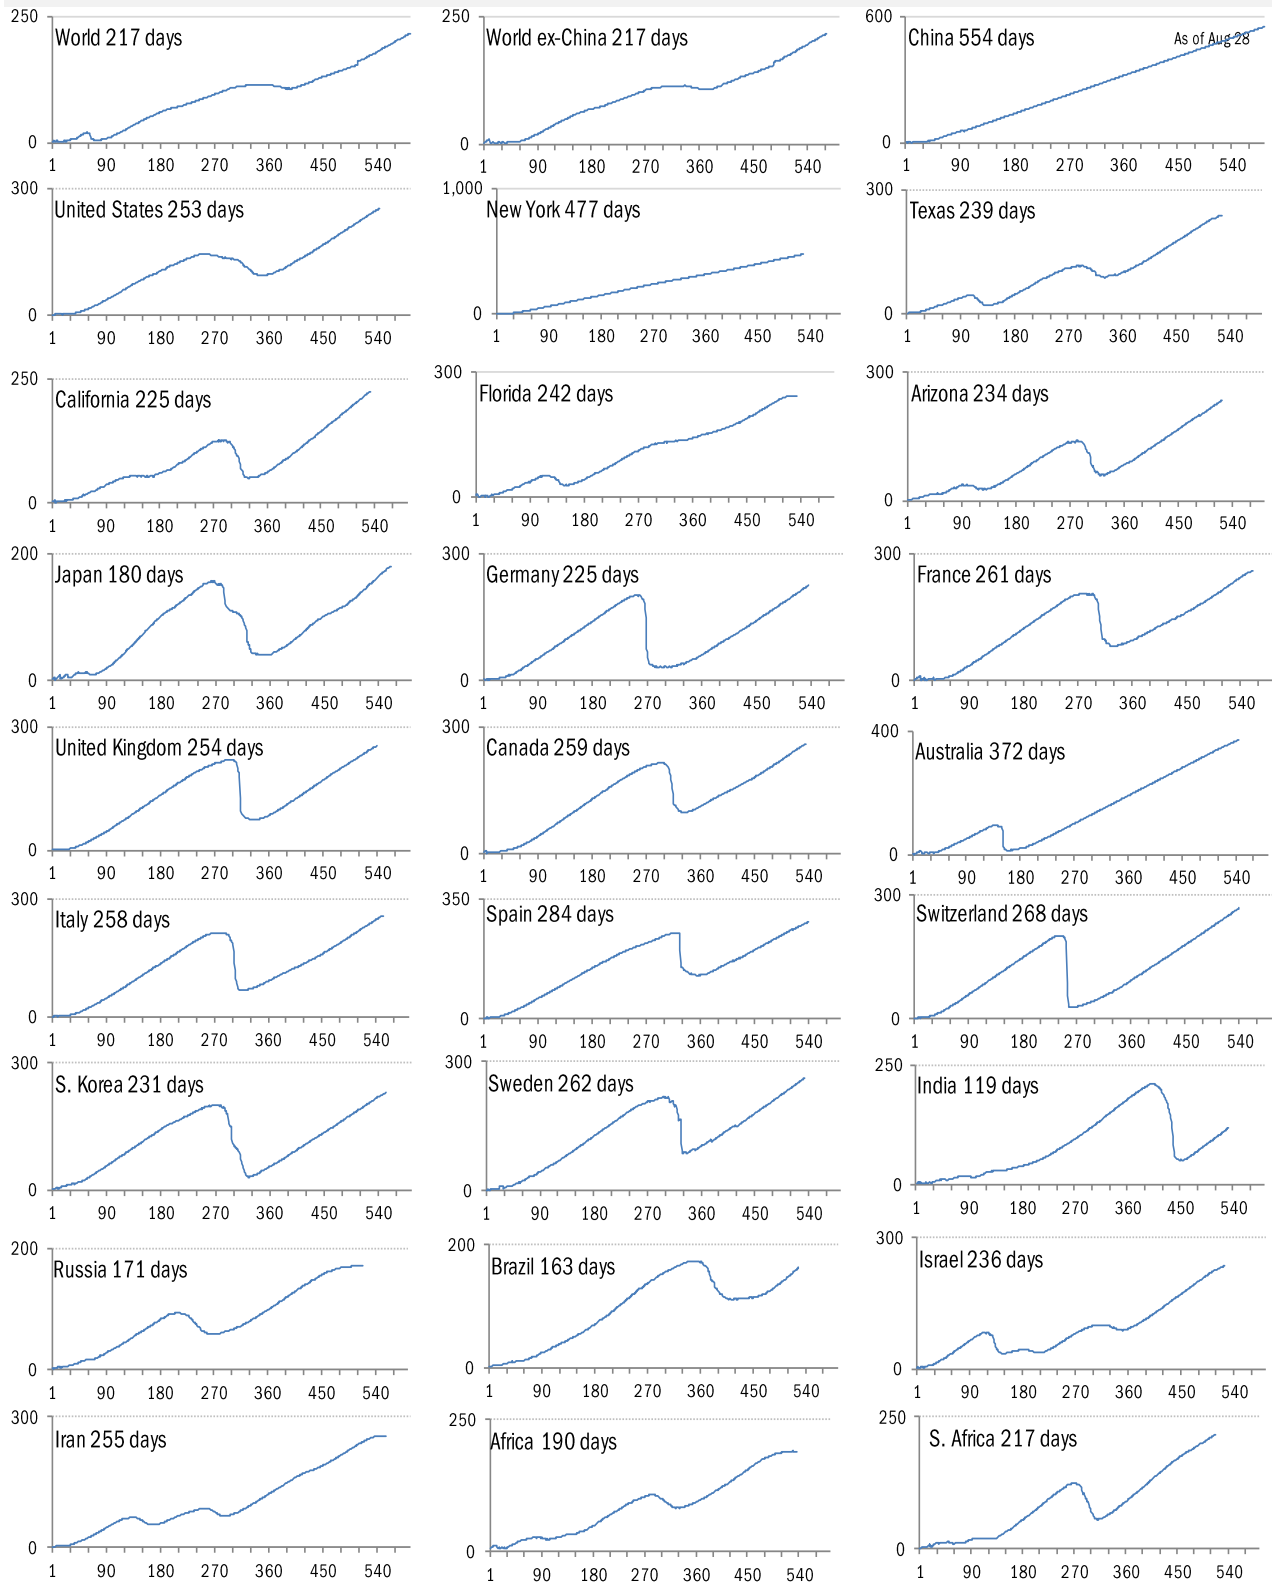 250 250 600
World 217 days World ex-China 217 days China 554 days As of Aug 28
0 0 0
1 90 180 270 360 450 540 1 90 180 270 360 450 540 1 90 180 270 360 450 540
300 1,000 300
United States 253 days New York 477 days Texas 239 days
0 0 0
1 90 180 270 360 450 540 1 90 180 270 360 450 540 1 90 180 270 360 450 540
250 300 300
California 225 days Florida 242 days Arizona 234 days
0 0 0
1 90 180 270 360 450 540 1 90 180 270 360 450 540 1 90 180 270 360 450 540
200 300 300
Japan 180 days Germany 225 days France 261 days
0 0 0
1 90 180 270 360 450 540 1 90 180 270 360 450 540 1 90 180 270 360 450 540
300 300 400
United Kingdom 254 days Canada 259 days Australia 372 days
0 0 0
1 90 180 270 360 450 540 1 90 180 270 360 450 540 1 90 180 270 360 450 540
300 350 300
Italy 258 days Spain 284 days Switzerland 268 days
0 0 0
1 90 180 270 360 450 540 1 90 180 270 360 450 540 1 90 180 270 360 450 540
300 300 250
S. Korea 231 days Sweden 262 days India 119 days
0 0 0
1 90 180 270 360 450 540 1 90 180 270 360 450 540 1 90 180 270 360 450 540
200 200 300
Russia 171 days Brazil 163 days Israel 236 days
0 0 0
1 90 180 270 360 450 540 1 90 180 270 360 450 540 1 90 180 270 360 450 540
300 250 250
Iran 255 days Africa 190 days S. Africa 217 days
0 0 0
1 90 180 270 360 450 540 1 90 180 270 360 450 540 1 90 180 270 360 450 540